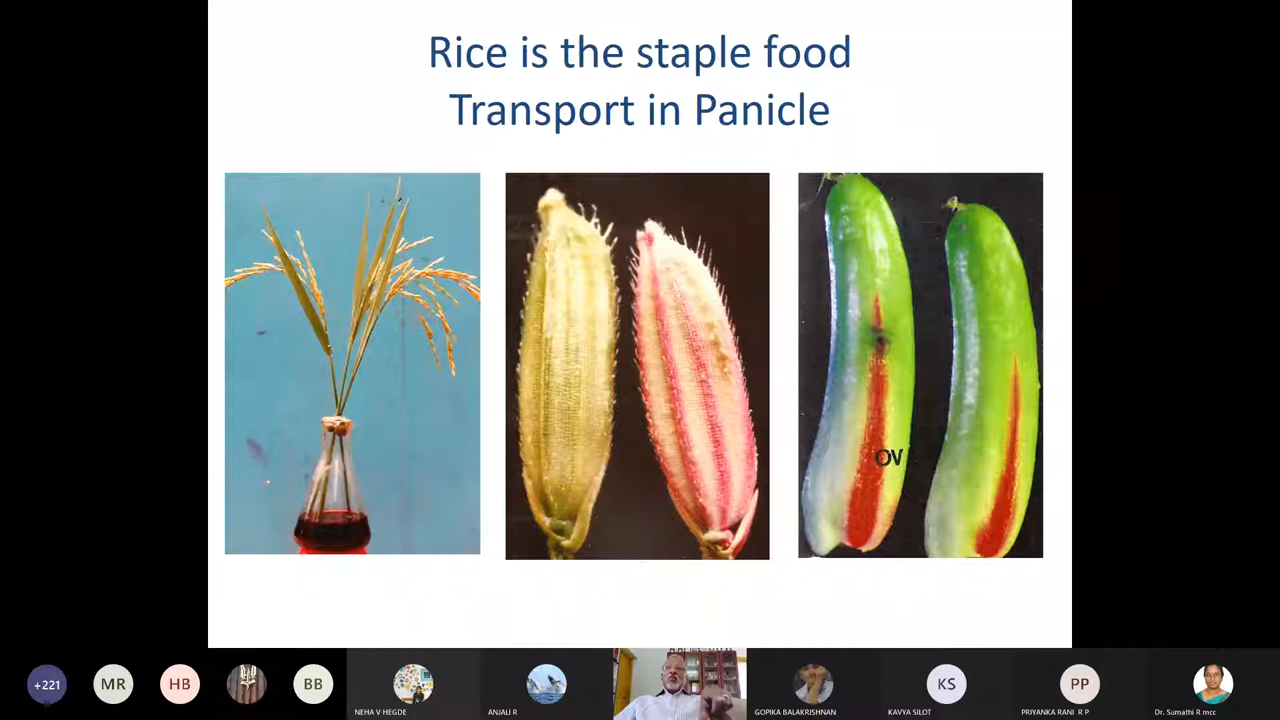 Rice is the staple food
Transport in Panicle
OV
+221
MR
HB
BB
NEHA V HEGDE
ANJALI R
GOPIKA BALAKRISHNAN
KS
KAVYA SILOT
PP
PRIYANKA RANI R P
Dr. Sumathi R mcc